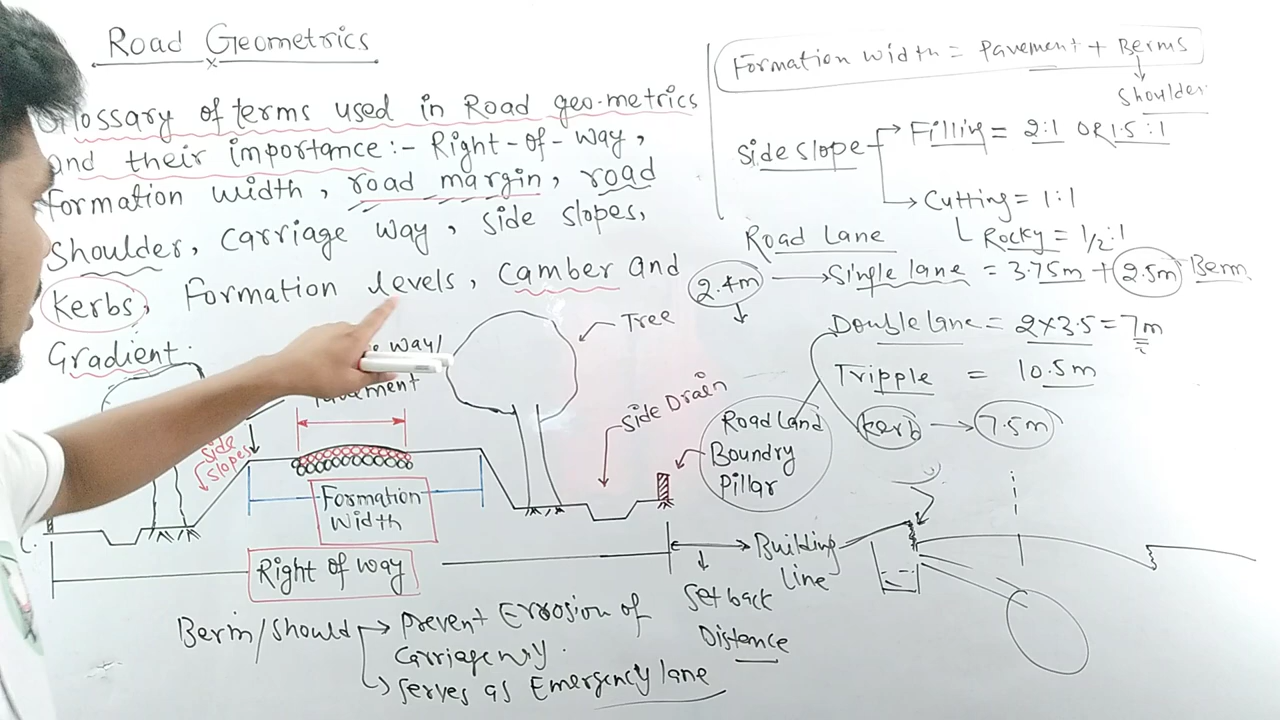 Road Geometrics
Glossary of terms used in Road geo-metrics
and their importance:- Right-of-way,
formation width, road margin, road
shoulder, carriage way, side slopes,
Kerbs, Formation levels, camber and
Gradient.
way/
Pavement
Tree
side Drain
side
slopes
Formation
width
Right of way
Road Land
Boundry
Pillar
Building
line
Set back
Distance
Berm/should
Prevent Errosion of
Carriageway.
Serves as Emergency lane
Formation width = Pavement + Berms
shoulder
side slope
Filling = 2:1 OR 1.5:1
Cutting = 1:1
Rocky = 1/2:1
Road Lane
2.4m
Single lane = 3.75m + 2.5m Berm
Double lane = 2×3.5 = 7m
Tripple = 10.5m
kerb → 7.5m